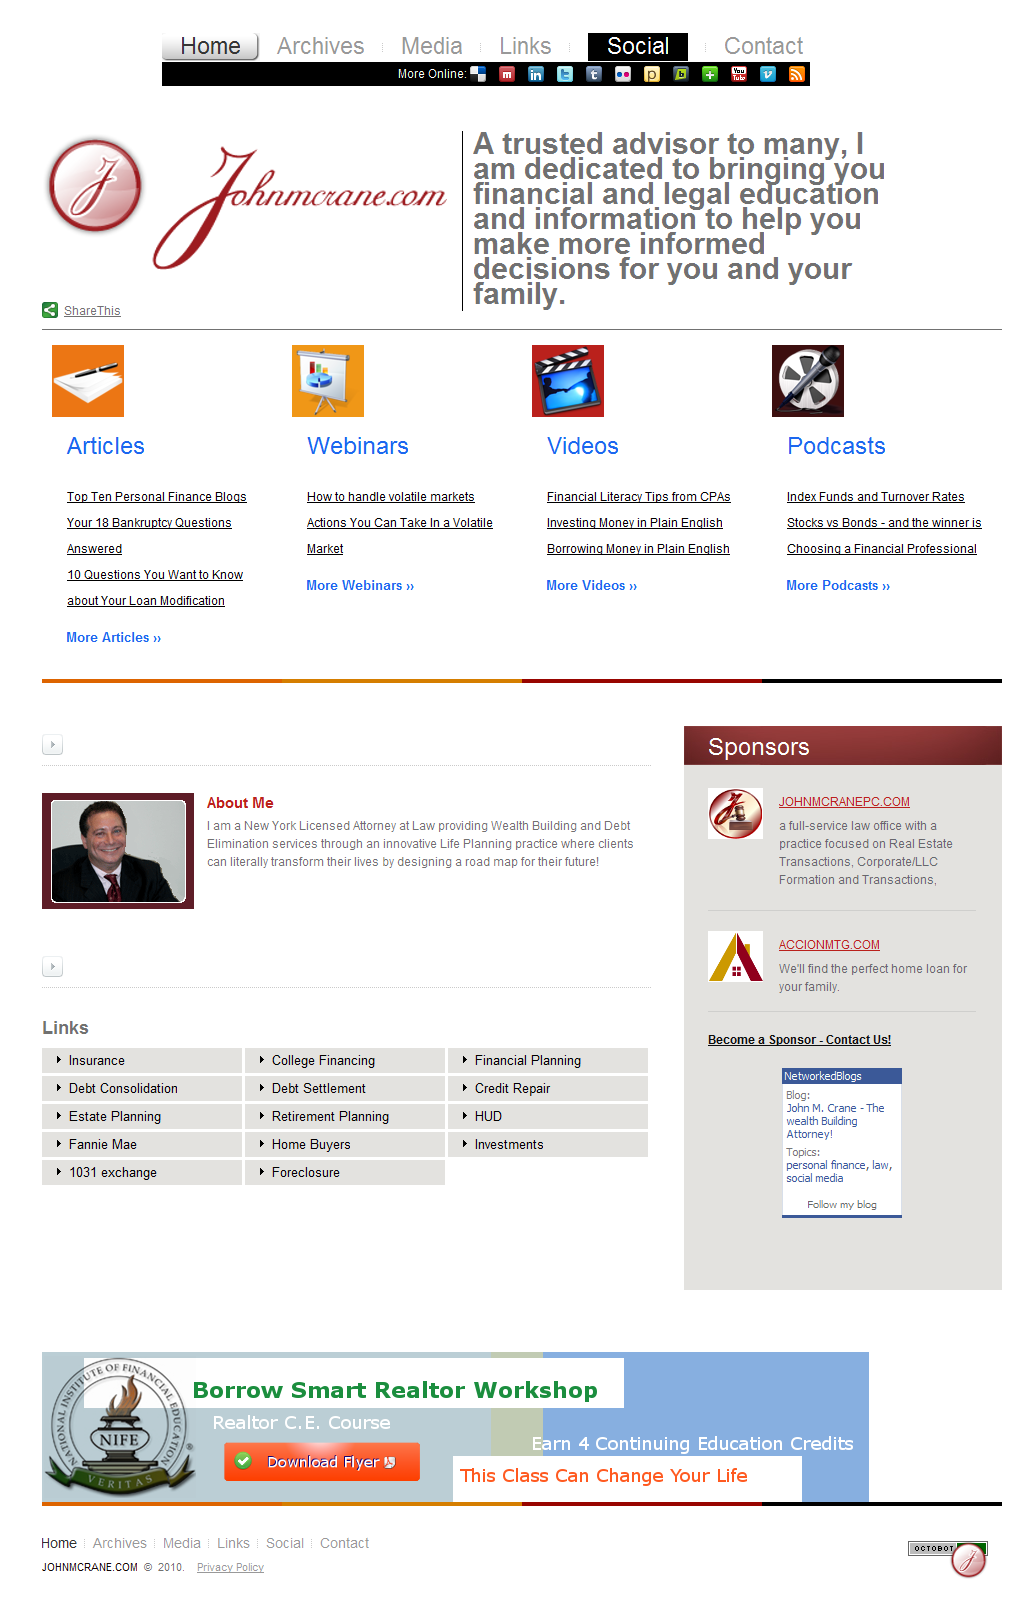 Home Archives Media Links Social Contact
More Online:
J Johnmcrane.com
A trusted advisor to many, I
am dedicated to bringing you
financial and legal education
and information to help you
make more informed
decisions for you and your
family.
ShareThis
Articles
Top Ten Personal Finance Blogs
Your 18 Bankruptcy Questions
Answered
10 Questions You Want to Know
about Your Loan Modification
More Articles ››
Webinars
How to handle volatile markets
Actions You Can Take In a Volatile
Market
More Webinars ››
Videos
Financial Literacy Tips from CPAs
Investing Money in Plain English
Borrowing Money in Plain English
More Videos ››
Podcasts
Index Funds and Turnover Rates
Stocks vs Bonds - and the winner is
Choosing a Financial Professional
More Podcasts ››
About Me
I am a New York Licensed Attorney at Law providing Wealth Building and Debt
Elimination services through an innovative Life Planning practice where clients
can literally transform their lives by designing a road map for their future!
Links
Insurance College Financing Financial Planning
Debt Consolidation Debt Settlement Credit Repair
Estate Planning Retirement Planning HUD
Fannie Mae Home Buyers Investments
1031 exchange Foreclosure
Sponsors
JOHNMCRANEPC.COM
a full-service law office with a
practice focused on Real Estate
Transactions, Corporate/LLC
Formation and Transactions,
ACCIONMTG.COM
We'll find the perfect home loan for
your family.
Become a Sponsor - Contact Us!
NetworkedBlogs
Blog:
John M. Crane - The
wealth Building
Attorney!
Topics:
personal finance, law,
social media
Follow my blog
NATIONAL INSTITUTE OF FINANCIAL EDUCATION
NIFE
VERITAS
Borrow Smart Realtor Workshop
Realtor C.E. Course
Download Flyer
Earn 4 Continuing Education Credits
This Class Can Change Your Life
Home Archives Media Links Social Contact
JOHNMCRANE.COM © 2010. Privacy Policy
OCTOBOT